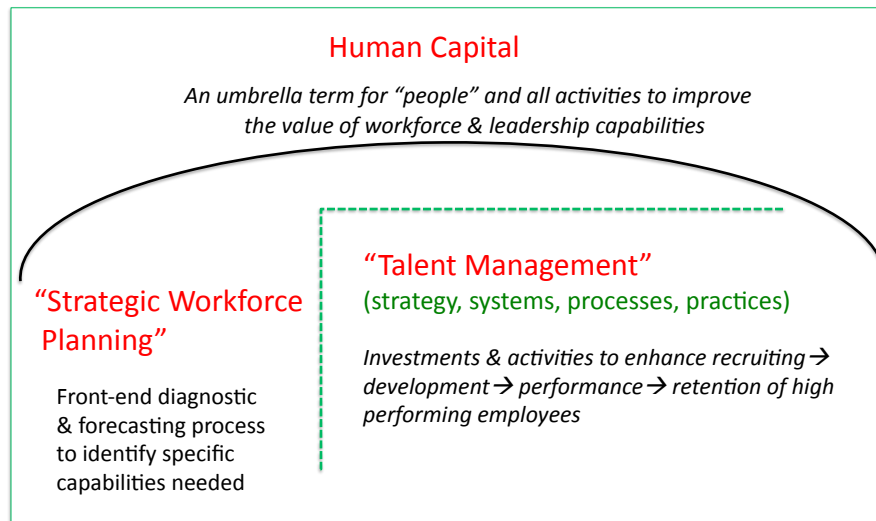 Human Capital
An umbrella term for “people” and all activities to improve
the value of workforce & leadership capabilities
“Strategic Workforce
Planning”
Front-end diagnostic
& forecasting process
to identify specific
capabilities needed
“Talent Management”
(strategy, systems, processes, practices)
Investments & activities to enhance recruiting→
development→ performance→ retention of high
performing employees